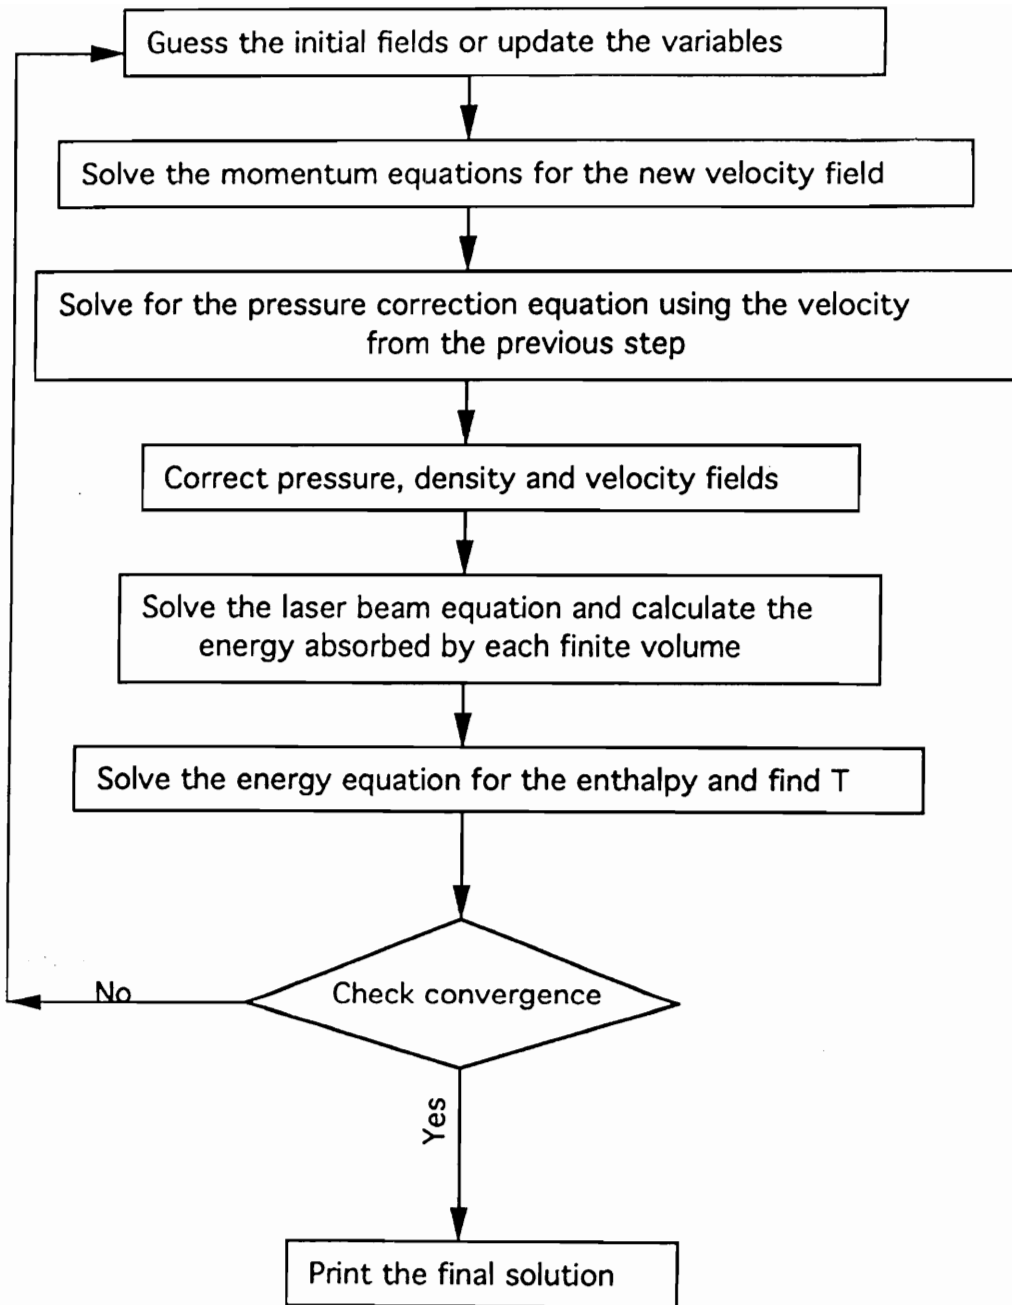 Guess the initial fields or update the variables
Solve the momentum equations for the new velocity field
Solve for the pressure correction equation using the velocity
from the previous step
Correct pressure, density and velocity fields
Solve the laser beam equation and calculate the
energy absorbed by each finite volume
Solve the energy equation for the enthalpy and find T
Check convergence
No
Yes
Print the final solution